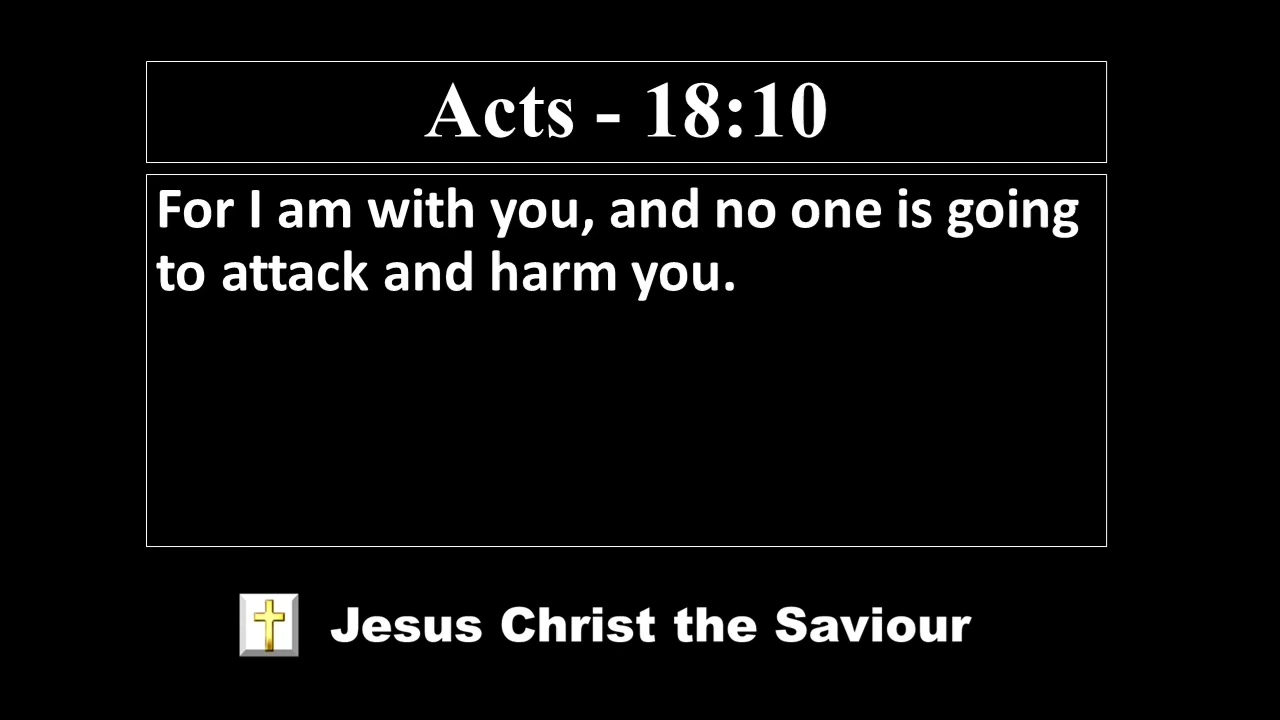 Acts - 18:10
For I am with you, and no one is going
to attack and harm you.
Jesus Christ the Saviour